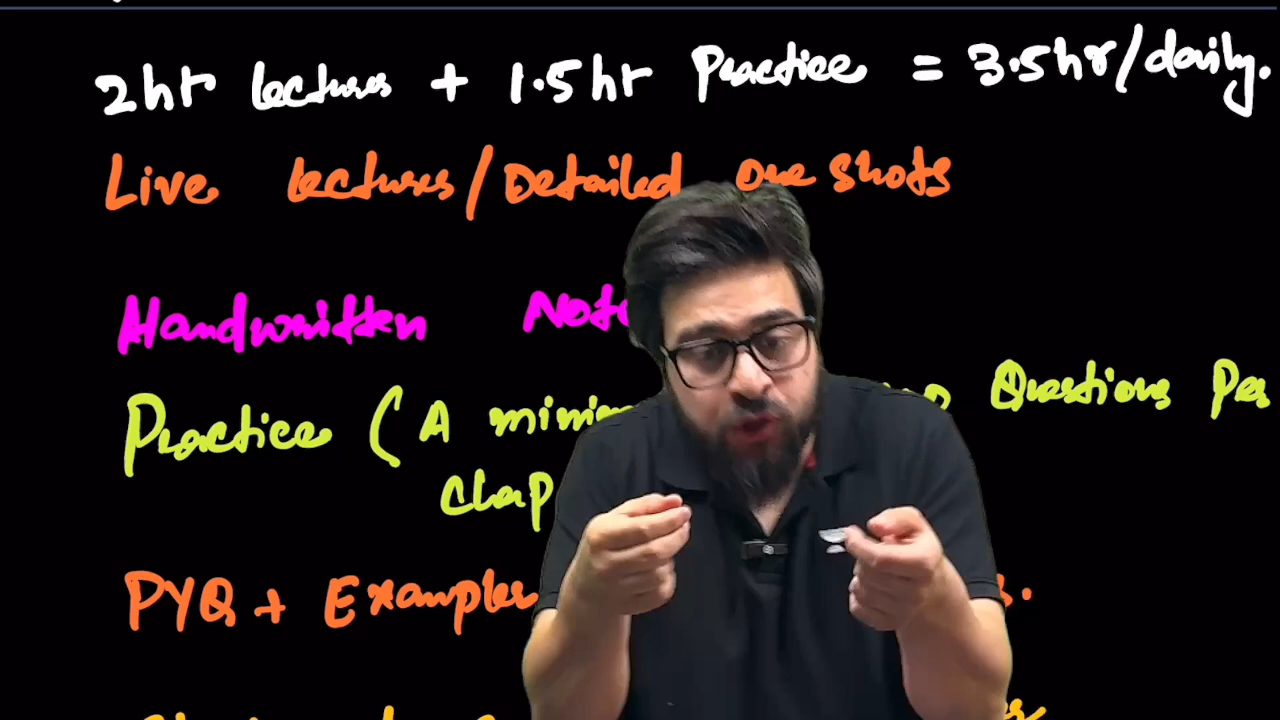 2hr lectures + 1.5hr Practice = 3.5hr/daily.
Live lectures/Detailed one shots
Handwritten Note
Practice (A minim Questions Per
Chap
PYQ + Examples